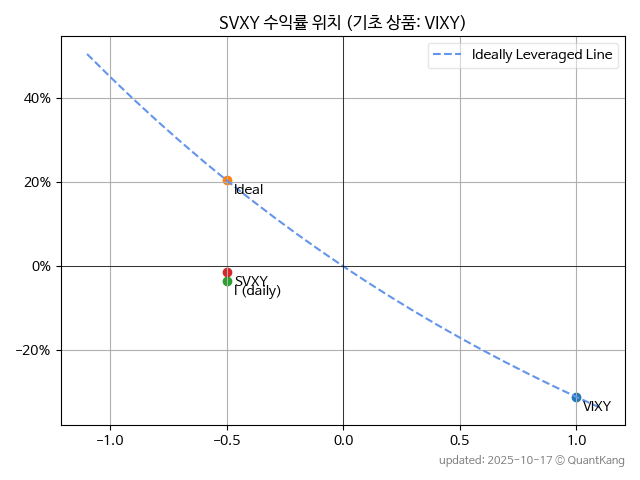 SVXY 수익률 위치 (기초 상품: VIXY)
Ideally Leveraged Line
40%
20%
0%
−20%
Ideal
SVXY
(daily)
VIXY
−1.0
−0.5
0.0
0.5
1.0
updated: 2025-10-17 © QuantKang